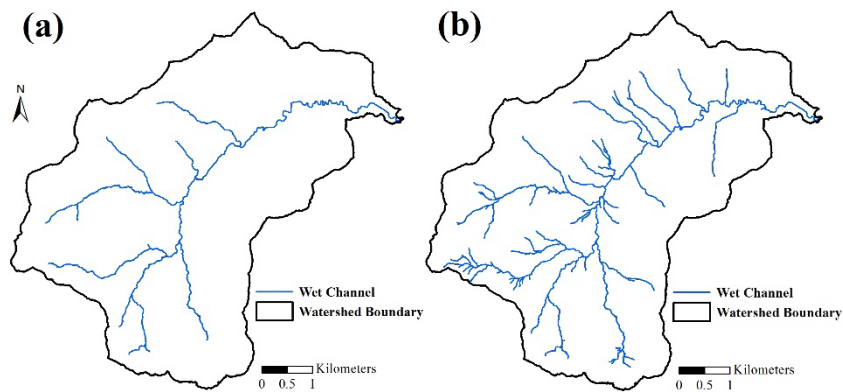 (a)
N
Wet Channel
Watershed Boundary
Kilometers
0 0.5 1
(b)
Wet Channel
Watershed Boundary
Kilometers
0 0.5 1